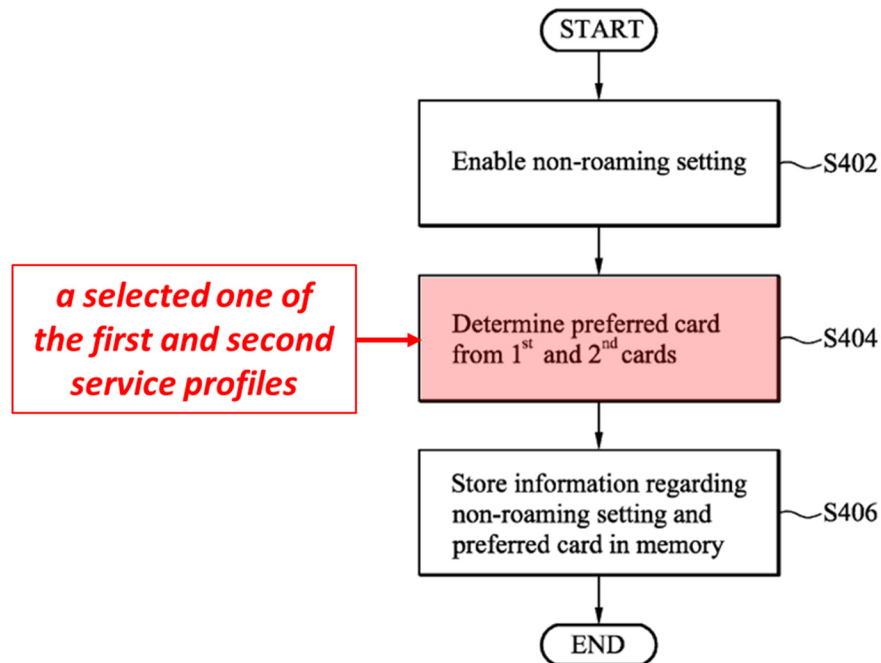 START
Enable non-roaming setting
S402
a selected one of
the first and second
service profiles
Determine preferred card
from 1st and 2nd cards
S404
Store information regarding
non-roaming setting and
preferred card in memory
S406
END